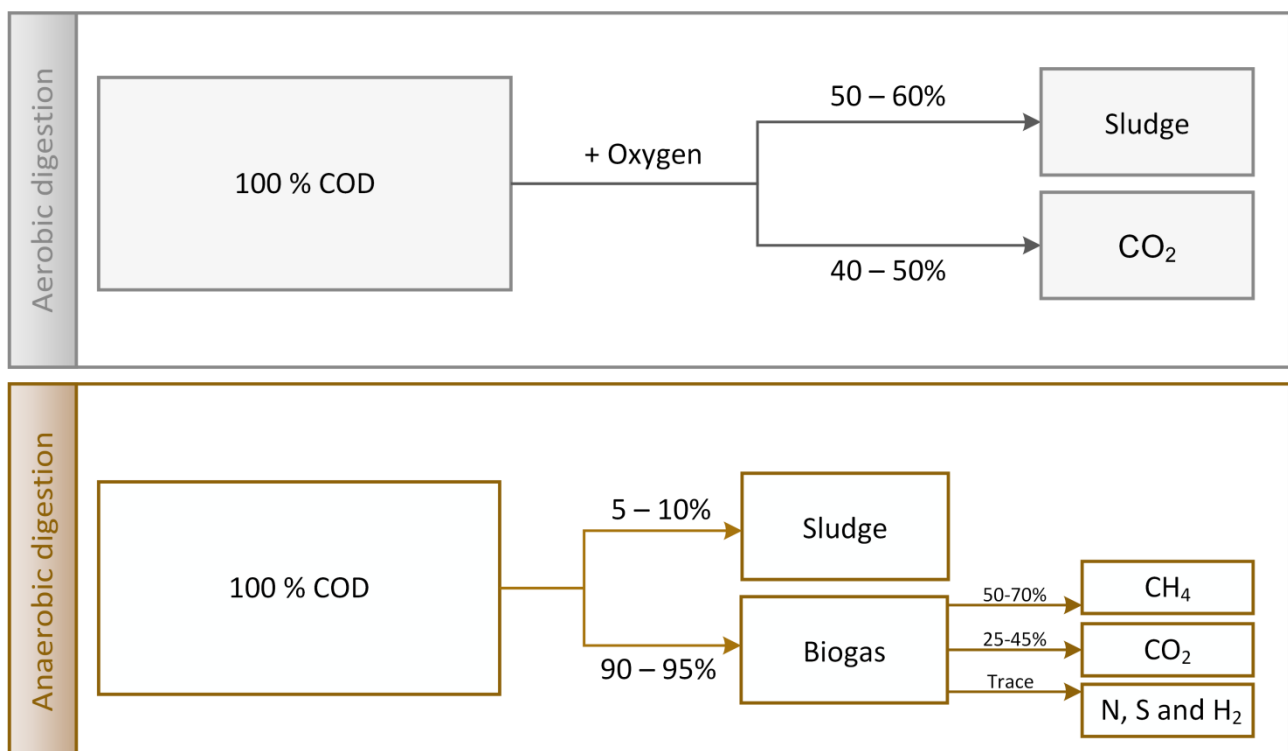 Aerobic digestion
100 % COD
+ Oxygen
50 – 60%
Sludge
40 – 50%
CO₂
Anaerobic digestion
100 % COD
5 – 10%
Sludge
90 – 95%
Biogas
50-70%
CH₄
25-45%
CO₂
Trace
N, S and H₂